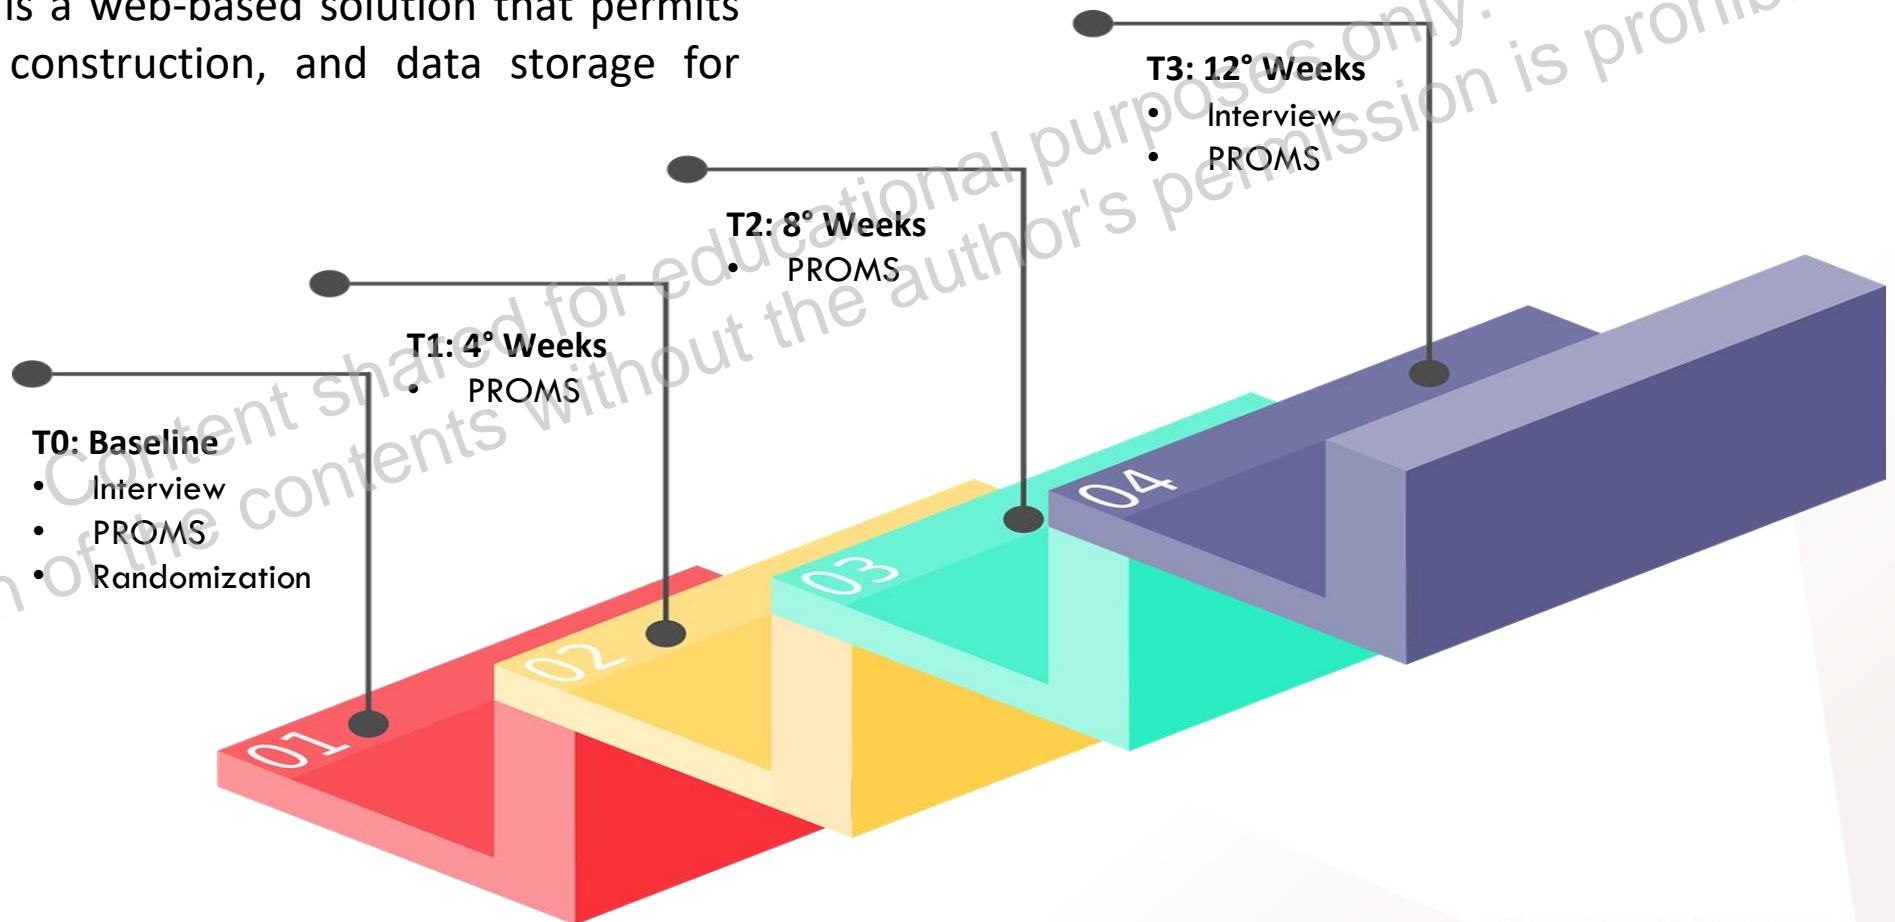 is a web-based solution that permits
construction, and data storage for
T3: 12° Weeks
• Interview
• PROMS
T2: 8° Weeks
• PROMS
T1: 4° Weeks
• PROMS
T0: Baseline
• Interview
• PROMS
• Randomization
01
02
03
04
Content shared for educational purposes only.
of the contents without the author's permission is